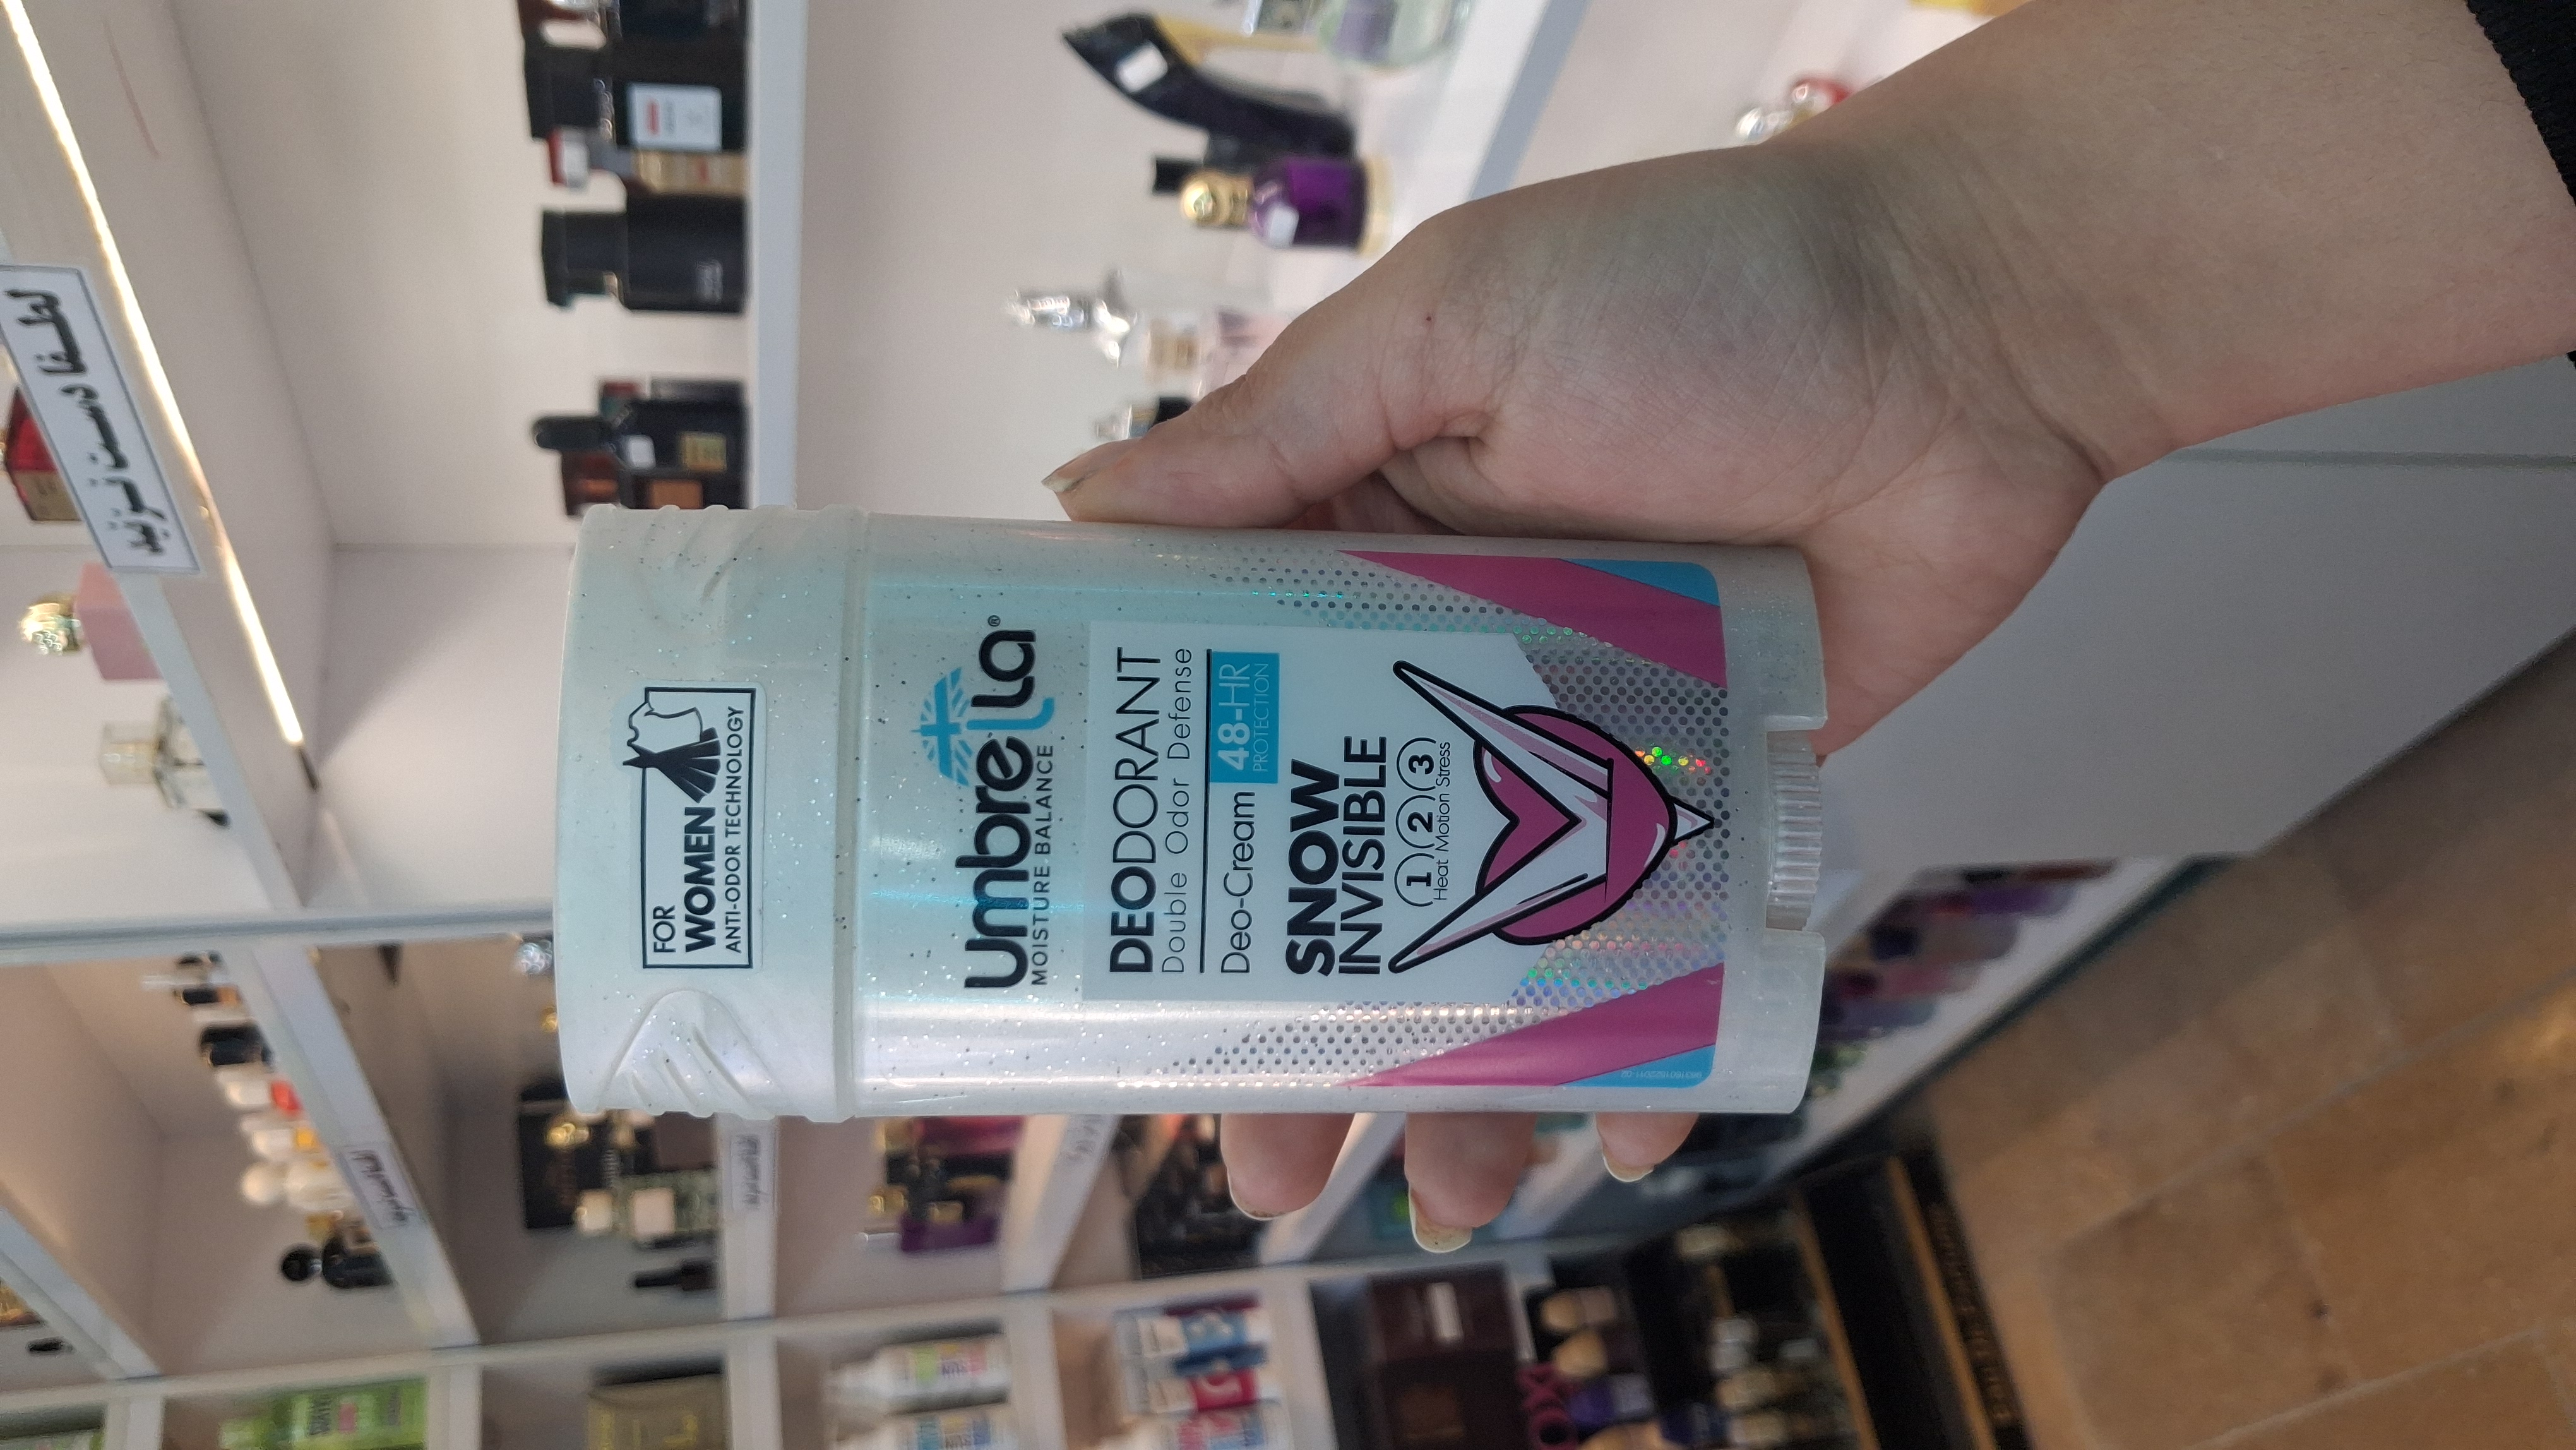 لطفا دست نزنید
FOR
WOMEN
ANTI-ODOR TECHNOLOGY
umbrella®
MOISTURE BALANCE
DEODORANT
Double Odor Defense
Deo-Cream 48-HR
PROTECTION
SNOW
INVISIBLE
1 2 3
Heat Motion Stress